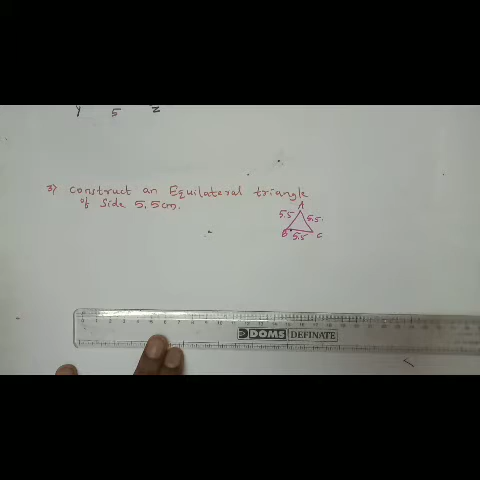 Y 5 Z
3) Construct an Equilateral triangle
of side 5.5cm.
A
5.5 5.5
B 5.5 C
DOMS DEFINATE